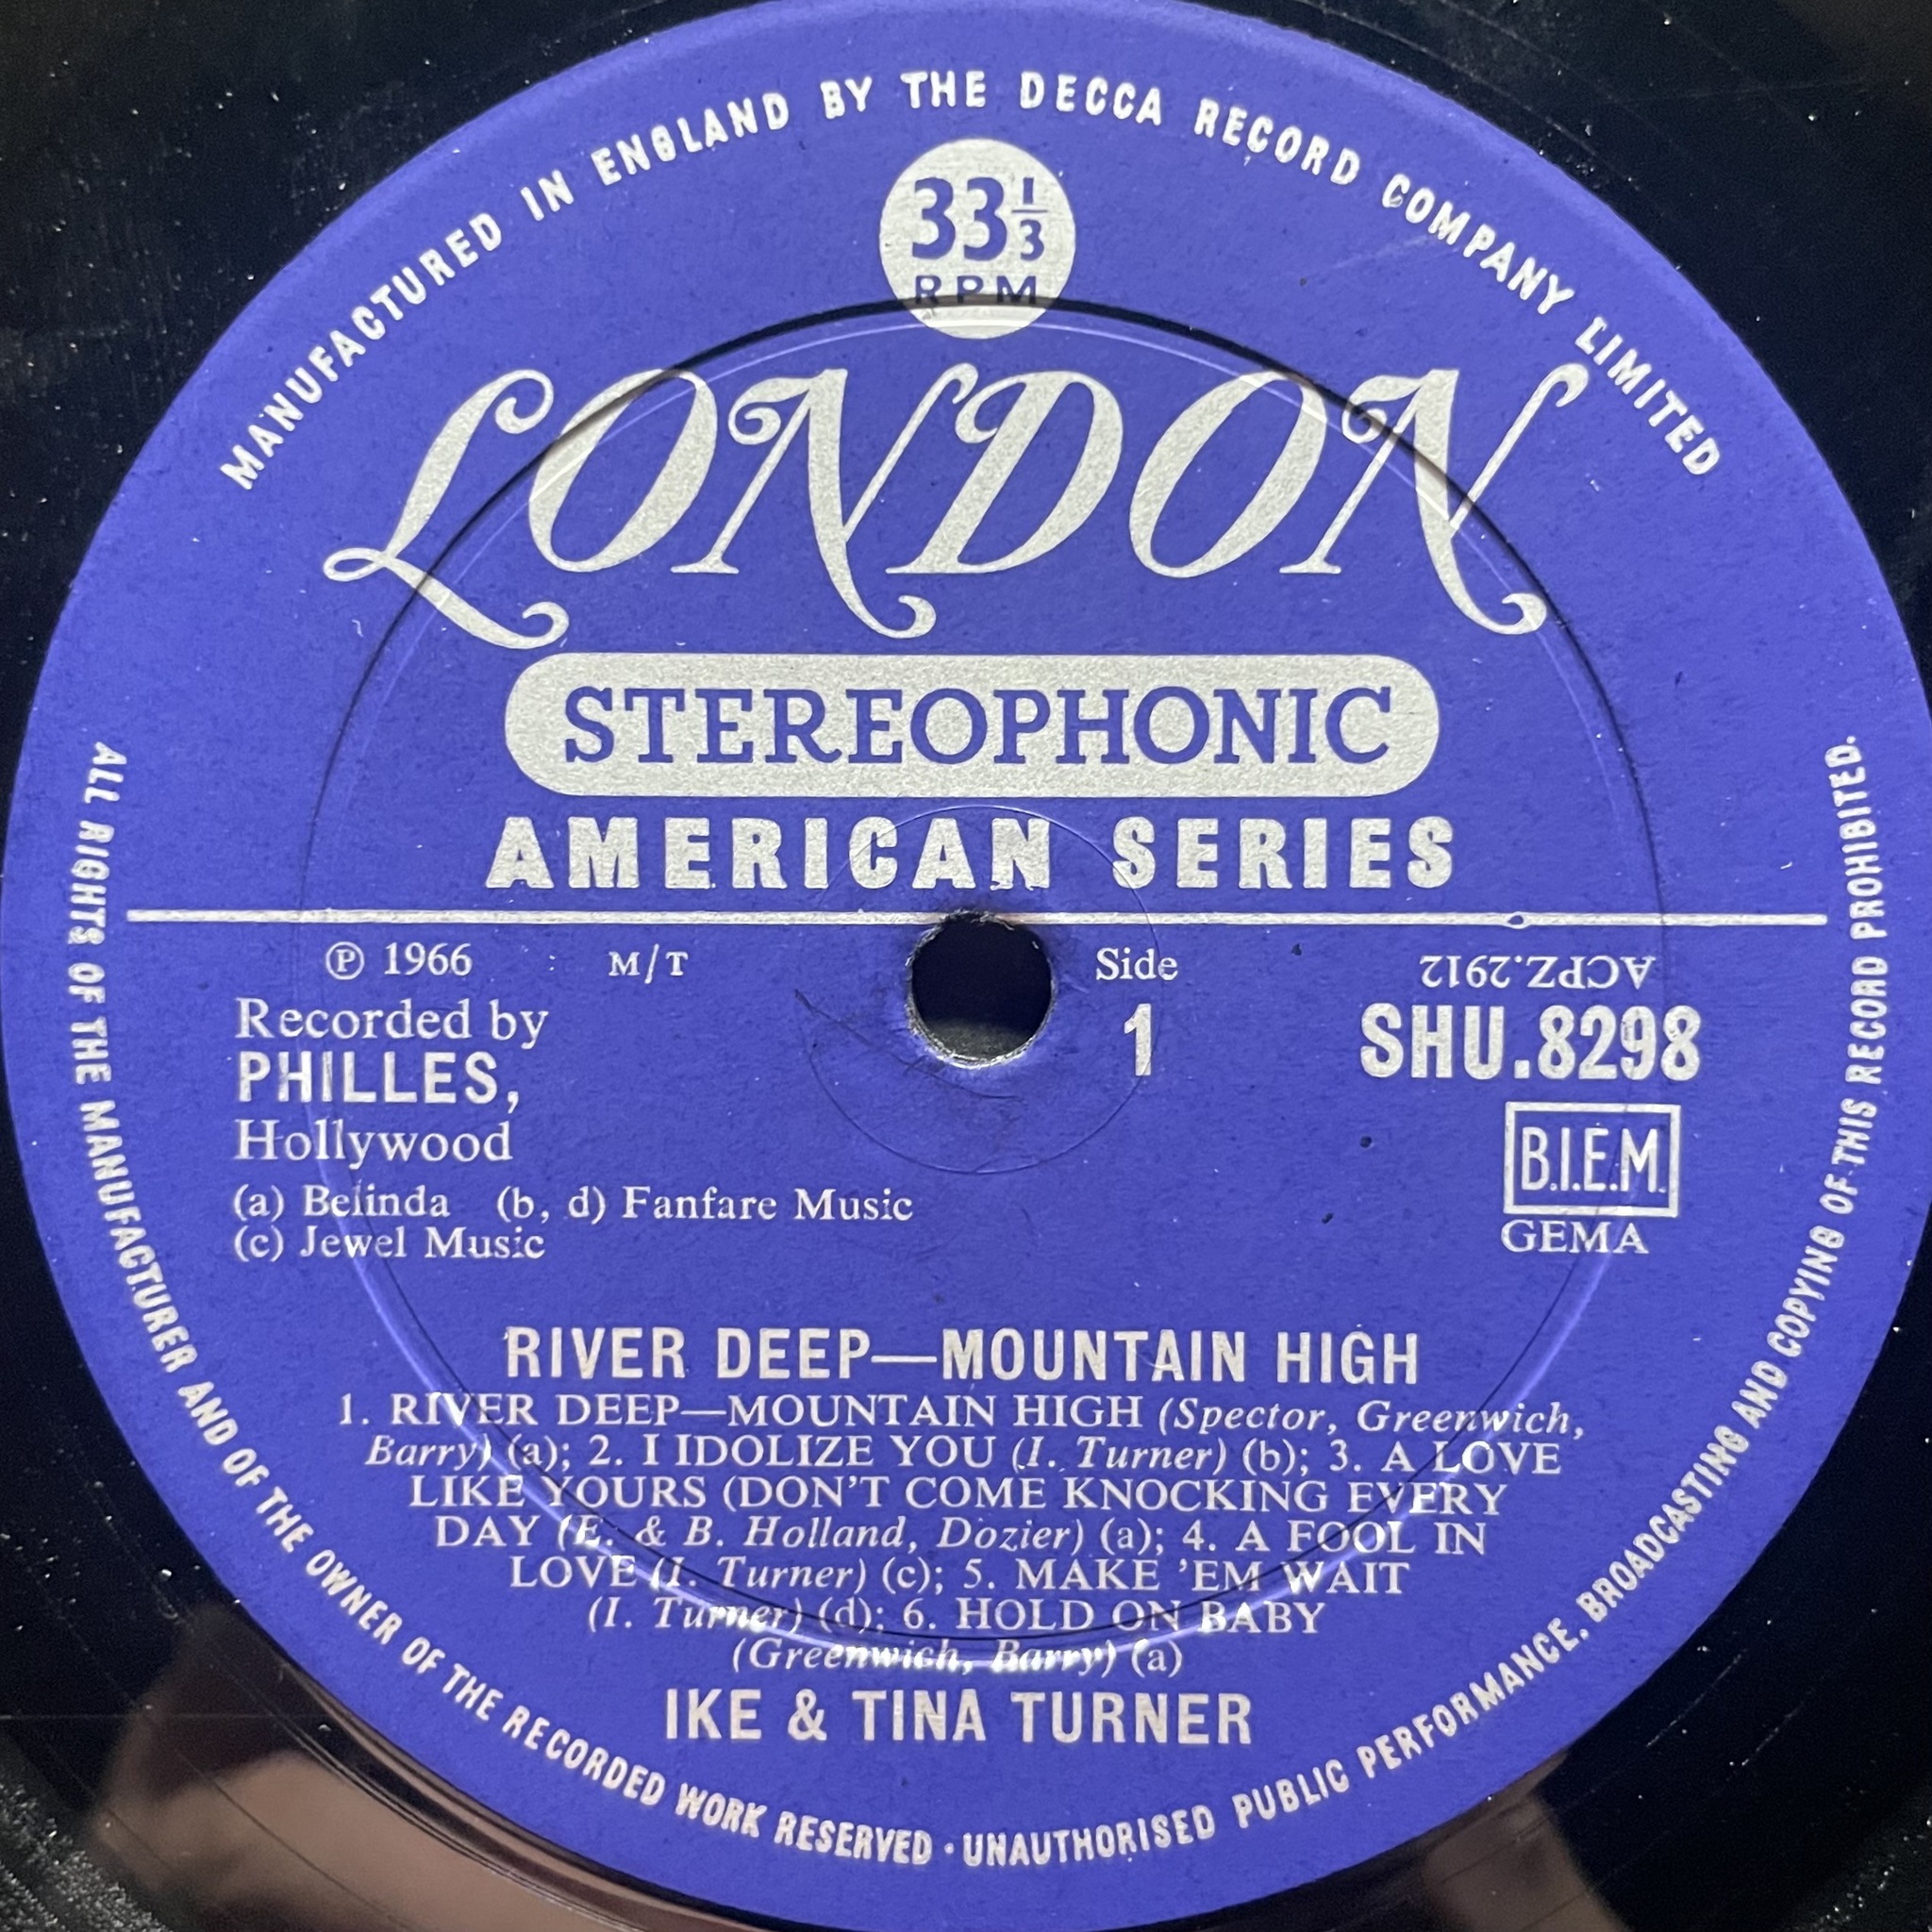 MANUFACTURED IN ENGLAND BY THE DECCA RECORD COMPANY LIMITED
33 1/3
RPM
LONDON
STEREOPHONIC
AMERICAN SERIES
℗ 1966 M/T Side ACPZ.2912
Recorded by 1 SHU.8298
PHILLES,
Hollywood B.I.E.M.
(a) Belinda (b, d) Fanfare Music GEMA
(c) Jewel Music
RIVER DEEP—MOUNTAIN HIGH
1. RIVER DEEP—MOUNTAIN HIGH (Spector, Greenwich,
Barry) (a); 2. I IDOLIZE YOU (I. Turner) (b); 3. A LOVE
LIKE YOURS (DON'T COME KNOCKING EVERY
DAY (E. & B. Holland, Dozier) (a); 4. A FOOL IN
LOVE (I. Turner) (c); 5. MAKE 'EM WAIT
(I. Turner) (d); 6. HOLD ON BABY
(Greenwich, Barry) (a)
IKE & TINA TURNER
ALL RIGHTS OF THE MANUFACTURER AND OF THE OWNER OF THE RECORDED WORK RESERVED · UNAUTHORISED PUBLIC PERFORMANCE, BROADCASTING AND COPYING OF THIS RECORD PROHIBITED.